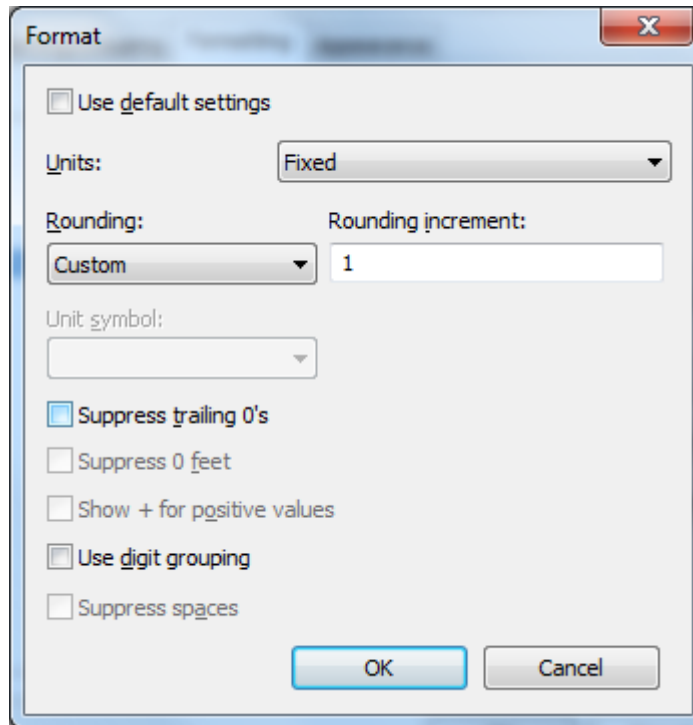 Format
Use default settings
Units: Fixed
Rounding: Rounding increment:
Custom 1
Unit symbol:
Suppress trailing 0's
Suppress 0 feet
Show + for positive values
Use digit grouping
Suppress spaces
OK Cancel